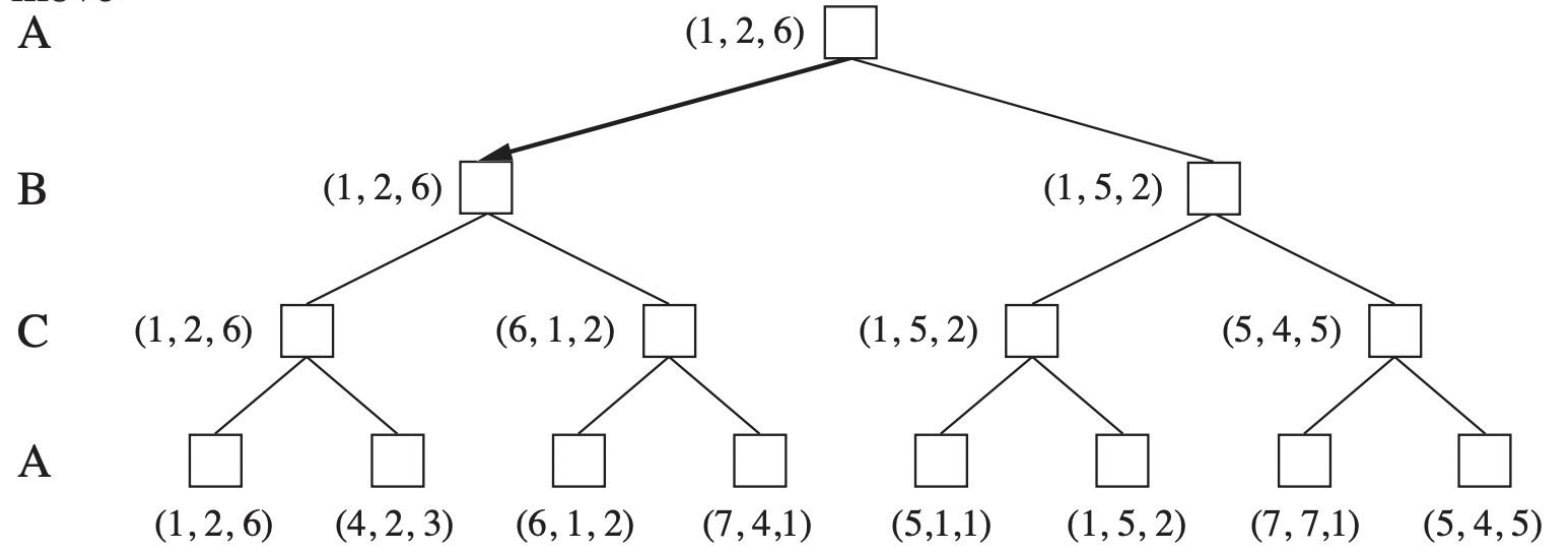 A (1, 2, 6)
B (1, 2, 6) (1, 5, 2)
C (1, 2, 6) (6, 1, 2) (1, 5, 2) (5, 4, 5)
A
(1, 2, 6) (4, 2, 3) (6, 1, 2) (7, 4,1) (5,1,1) (1, 5, 2) (7, 7,1) (5, 4, 5)